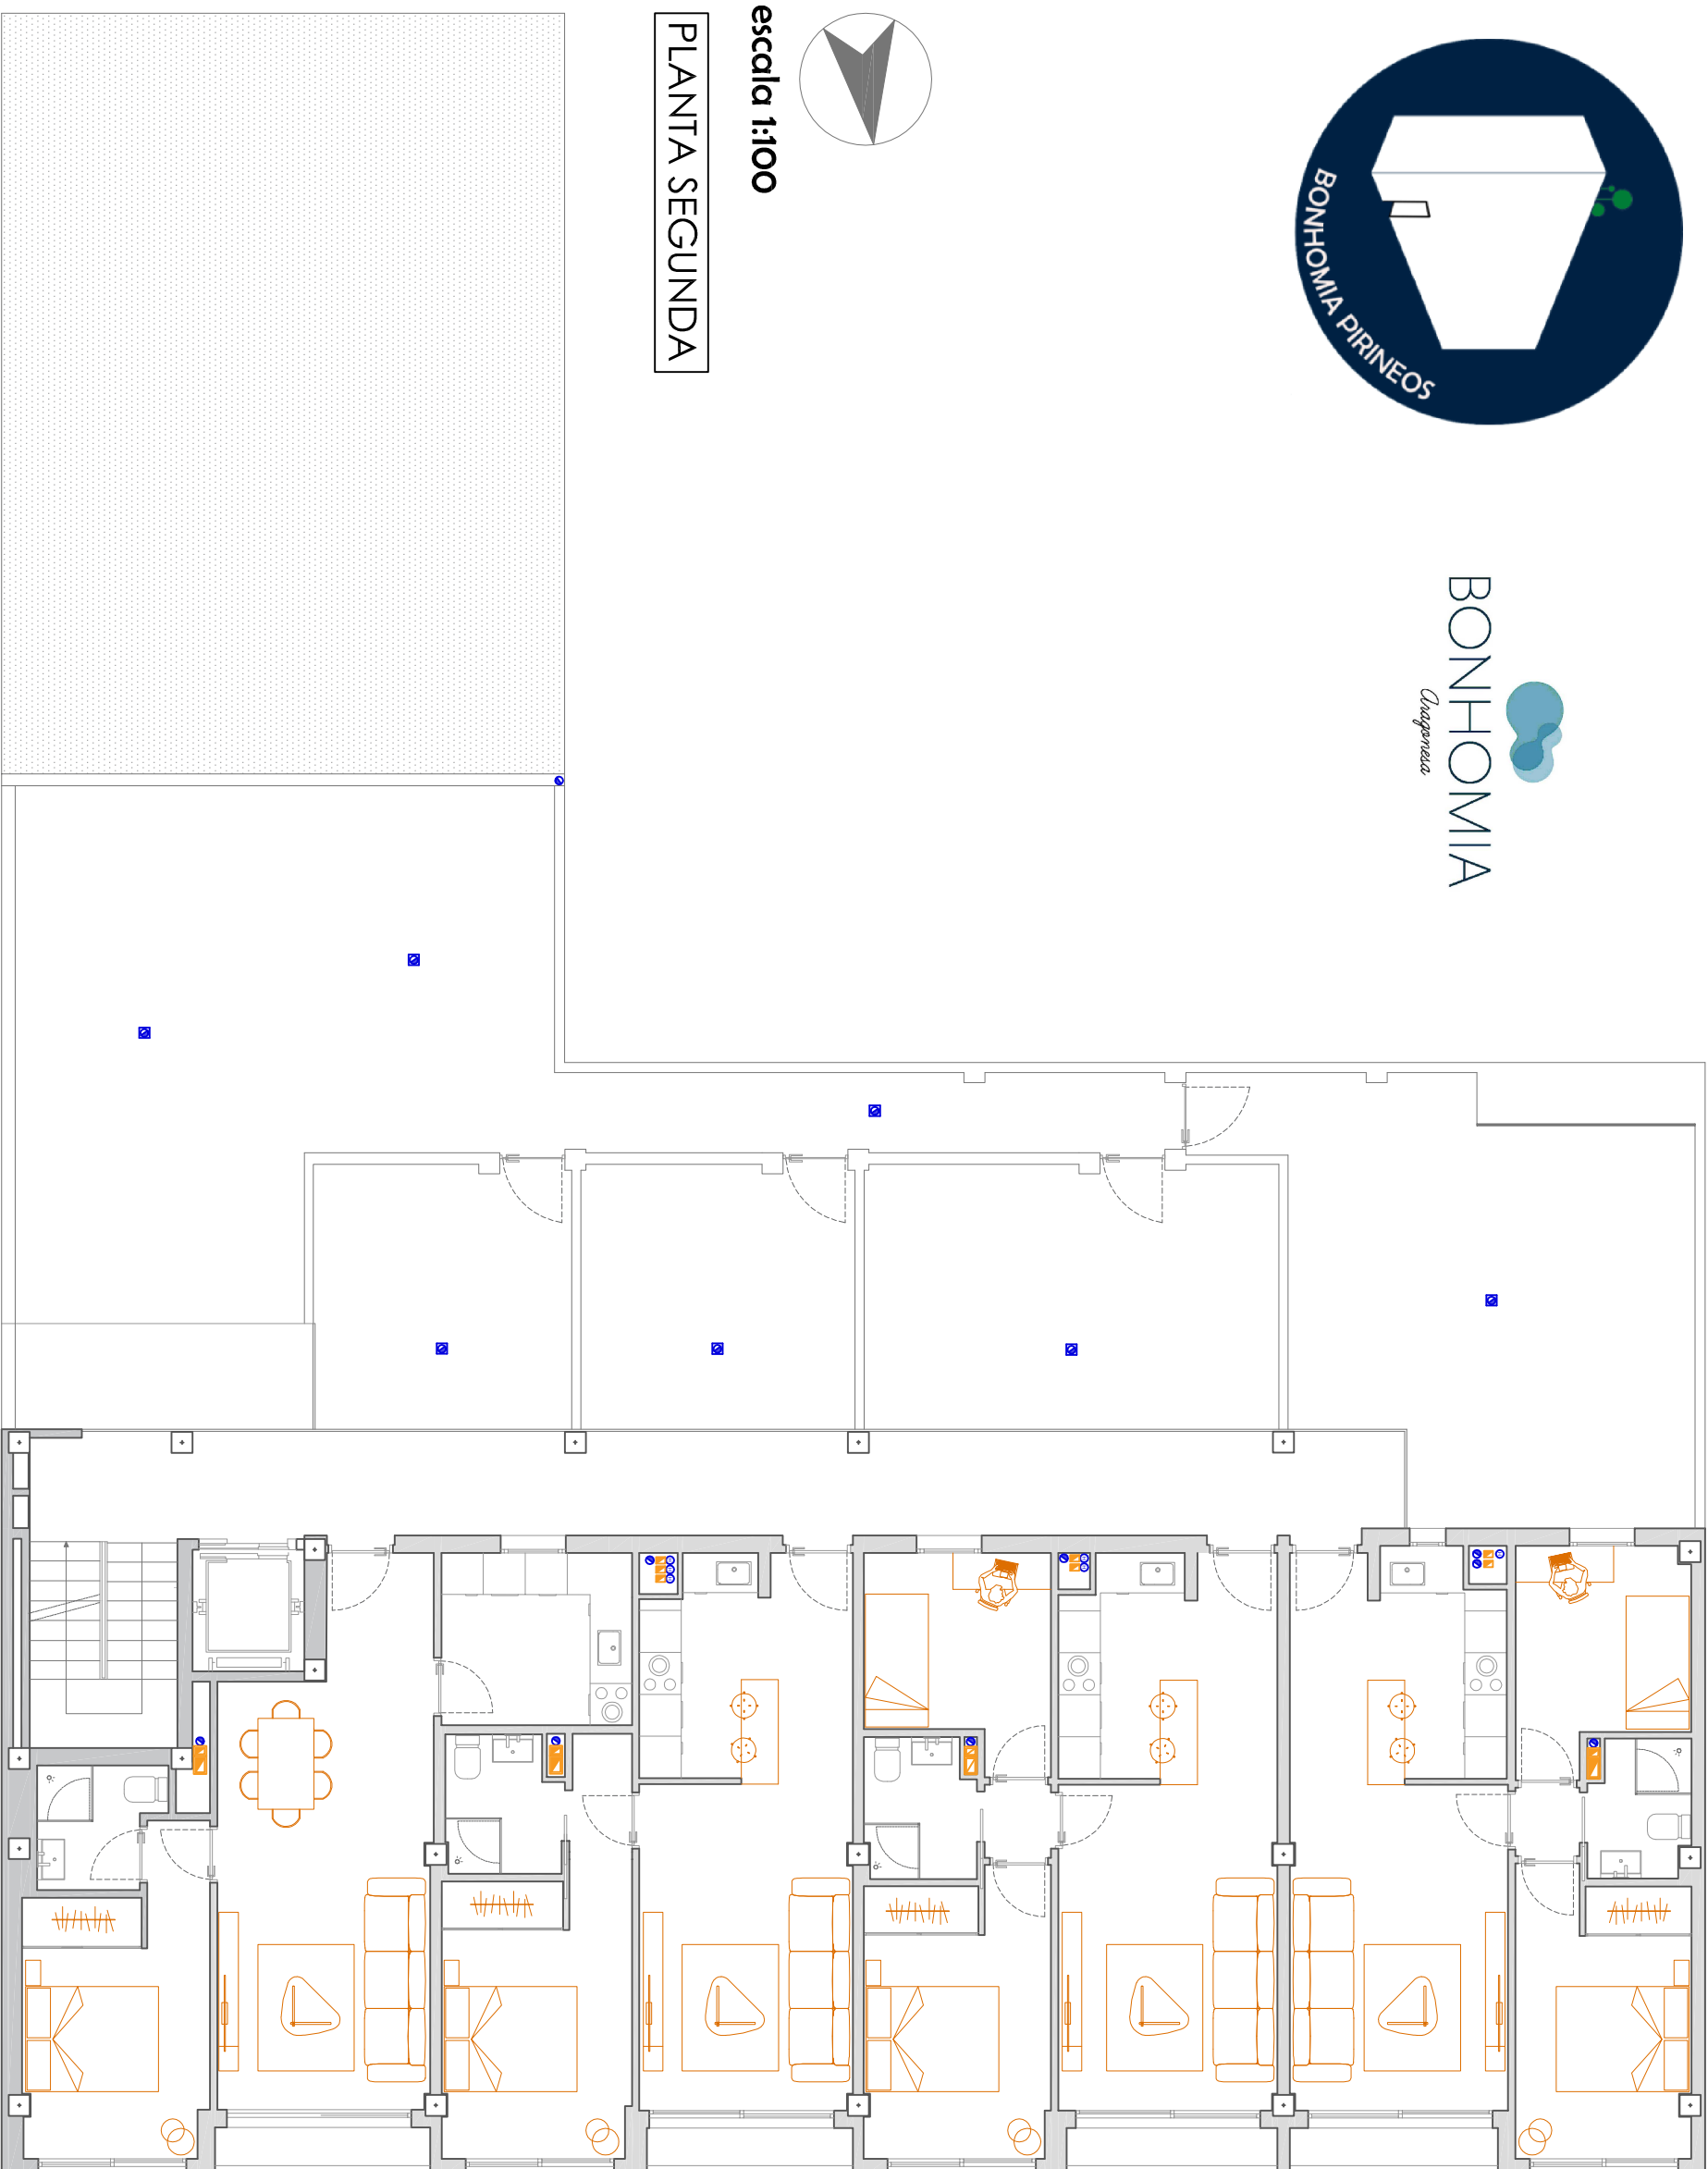 BONHOMIA PIRINEOS
BONHOMIA
Aragonesa
escala 1:100
PLANTA SEGUNDA